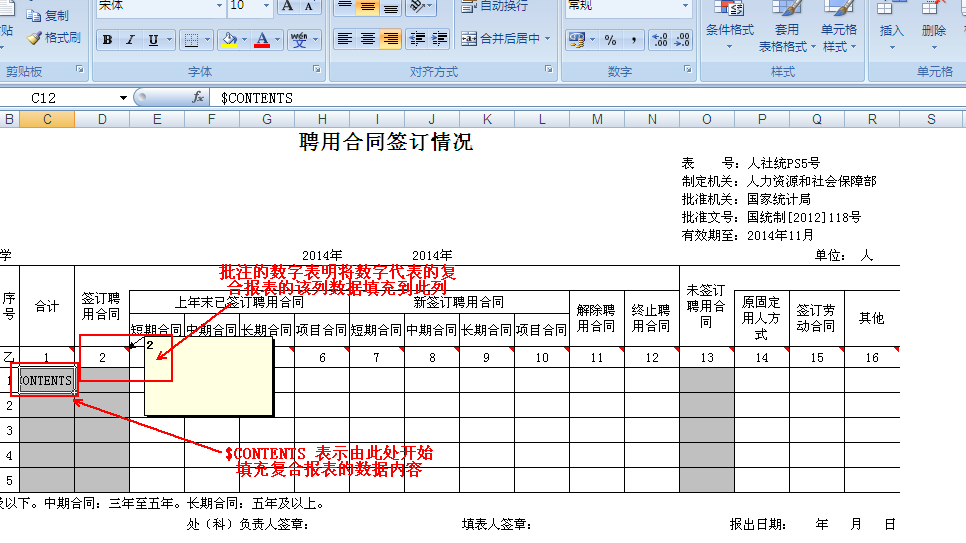 宋体 10 A A 自动换行 常规
复制
格式刷 B I U A wén 文 合并后居中 % , 条件格式 套用 单元格 插入 删除
表格格式 样式
剪贴板 字体 对齐方式 数字 样式 单元格
C12 fx $CONTENTS
B C D E F G H I J K L M N O P Q R S
聘用合同签订情况
表 号：人社统PS5号
制定机关：人力资源和社会保障部
批准机关：国家统计局
批准文号：国统制[2012]118号
有效期至：2014年11月
学 2014年 2014年 单位： 人
批注的数字表明将数字代表的复
合报表的该列数据填充到此列
序号 合计 签订聘用合同 上年末已签订聘用合同 新签订聘用合同 解除聘用合同 终止聘用合同 未签订聘用合同 原固定用人方式 签订劳动合同 其他
短期合同 中期合同 长期合同 项目合同 短期合同 中期合同 长期合同 项目合同
乙 1 2 6 7 8 9 10 11 12 13 14 15 16
2
1 CONTENTS
2
3
4
5
$CONTENTS 表示由此处开始
填充复合报表的数据内容
及以下。中期合同：三年至五年。长期合同：五年及以上。
处（科）负责人签章： 填表人签章： 报出日期： 年 月 日